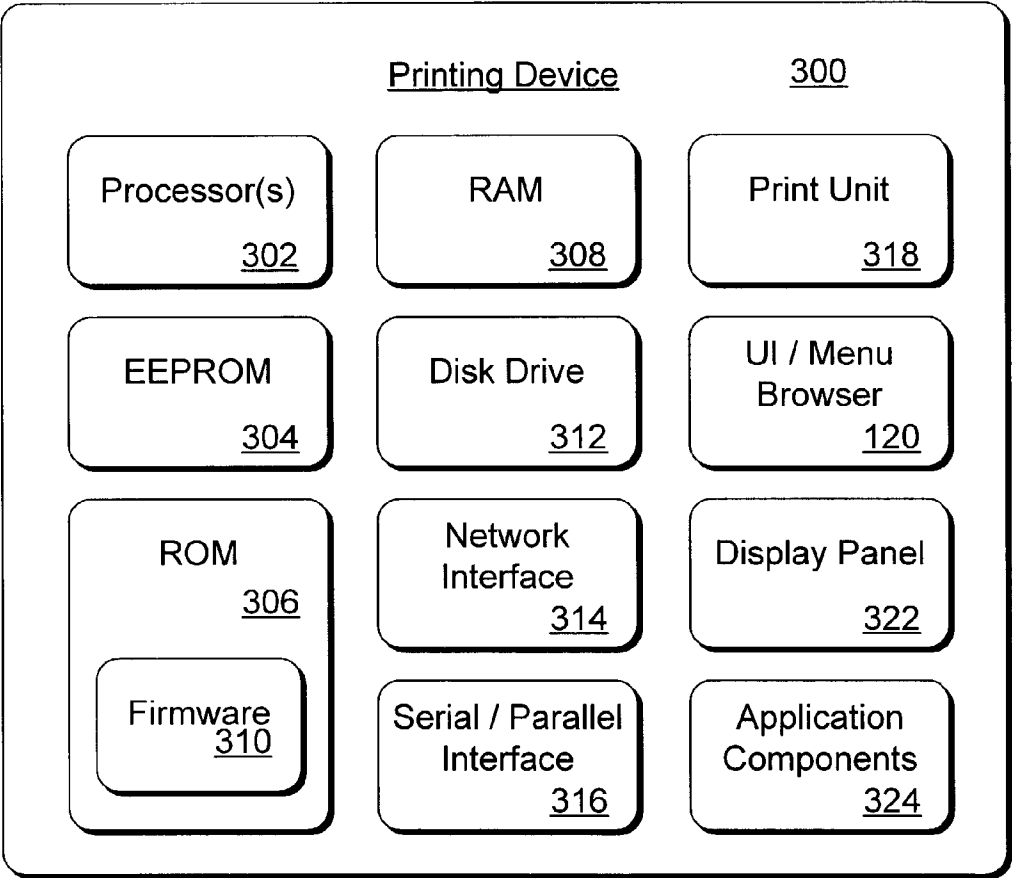 Printing Device 300
Processor(s)
302
RAM
308
Print Unit
318
EEPROM
304
Disk Drive
312
UI / Menu
Browser
120
ROM
306
Firmware
310
Network
Interface
314
Display Panel
322
Serial / Parallel
Interface
316
Application
Components
324